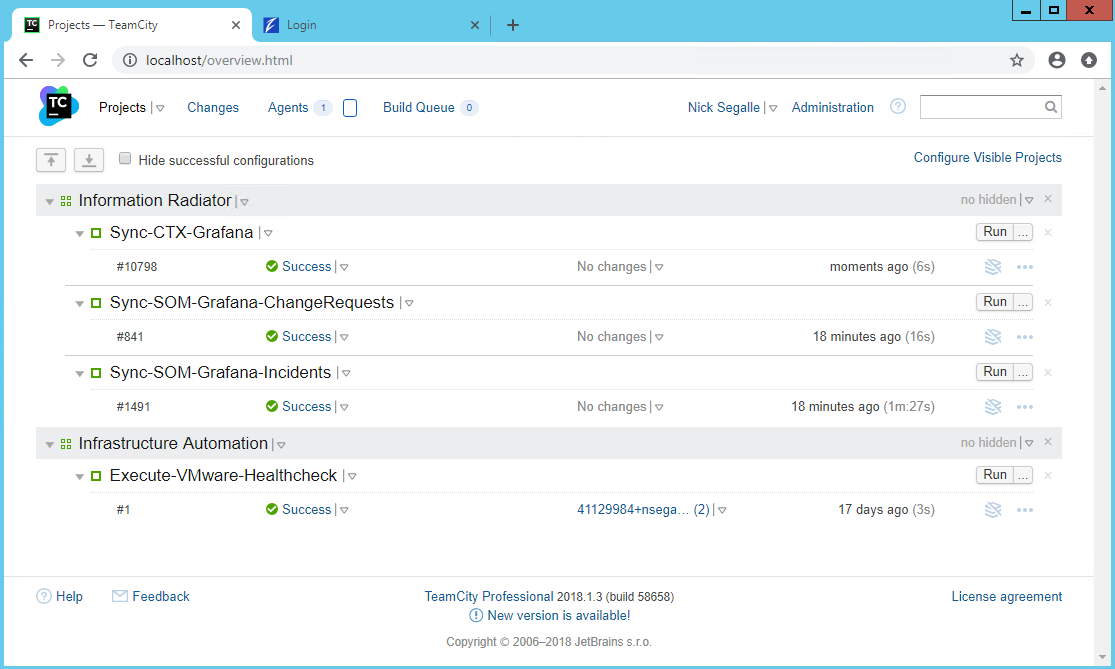 Projects — TeamCity
Login
localhost/overview.html
TC
Projects Changes Agents 1 Build Queue 0 Nick Segalle Administration ?
Hide successful configurations Configure Visible Projects
Information Radiator no hidden
Sync-CTX-Grafana Run ...
#10798 Success No changes moments ago (6s)
Sync-SOM-Grafana-ChangeRequests Run ...
#841 Success No changes 18 minutes ago (16s)
Sync-SOM-Grafana-Incidents Run ...
#1491 Success No changes 18 minutes ago (1m:27s)
Infrastructure Automation no hidden
Execute-VMware-Healthcheck Run ...
#1 Success 41129984+nsega... (2) 17 days ago (3s)
? Help Feedback TeamCity Professional 2018.1.3 (build 58658) License agreement
New version is available!
Copyright © 2006–2018 JetBrains s.r.o.